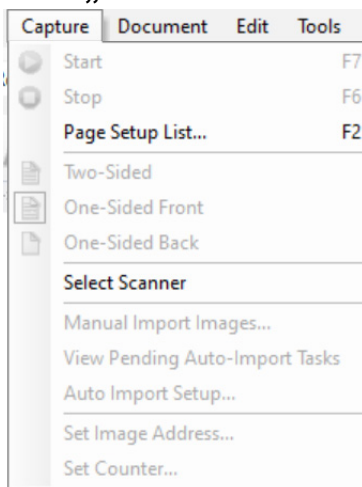 Capture Document Edit Tools
Start F7
Stop F6
Page Setup List... F2
Two-Sided
One-Sided Front
One-Sided Back
Select Scanner
Manual Import Images...
View Pending Auto-Import Tasks
Auto Import Setup...
Set Image Address...
Set Counter...